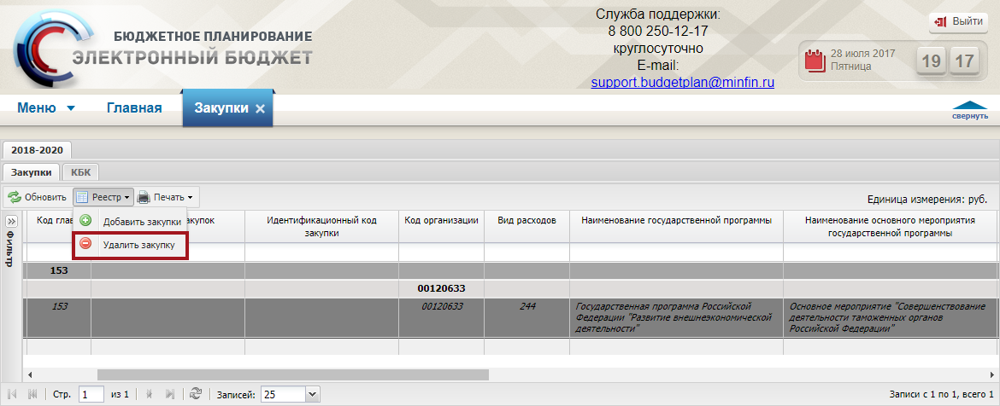 БЮДЖЕТНОЕ ПЛАНИРОВАНИЕ
ЭЛЕКТРОННЫЙ БЮДЖЕТ
Служба поддержки:
8 800 250-12-17
круглосуточно
E-mail:
support.budgetplan@minfin.ru
Выйти
28 июля 2017
Пятница
19 17
Меню Главная Закупки
свернуть
2018-2020
Закупки КБК
Обновить Реестр Печать
Единица измерения: руб.
Добавить закупки
Удалить закупку
Фильтр
Код глав
Идентификационный код
закупки
Код организации
Вид расходов
Наименование государственной программы
Наименование основного мероприятия
государственной программы
153
00120633
153 00120633 244
Государственная программа Российской
Федерации "Развитие внешнеэкономической
деятельности"
Основное мероприятие "Совершенствование
деятельности таможенных органов
Российской Федерации"
Стр. 1 из 1 Записей: 25
Записи с 1 по 1, всего 1